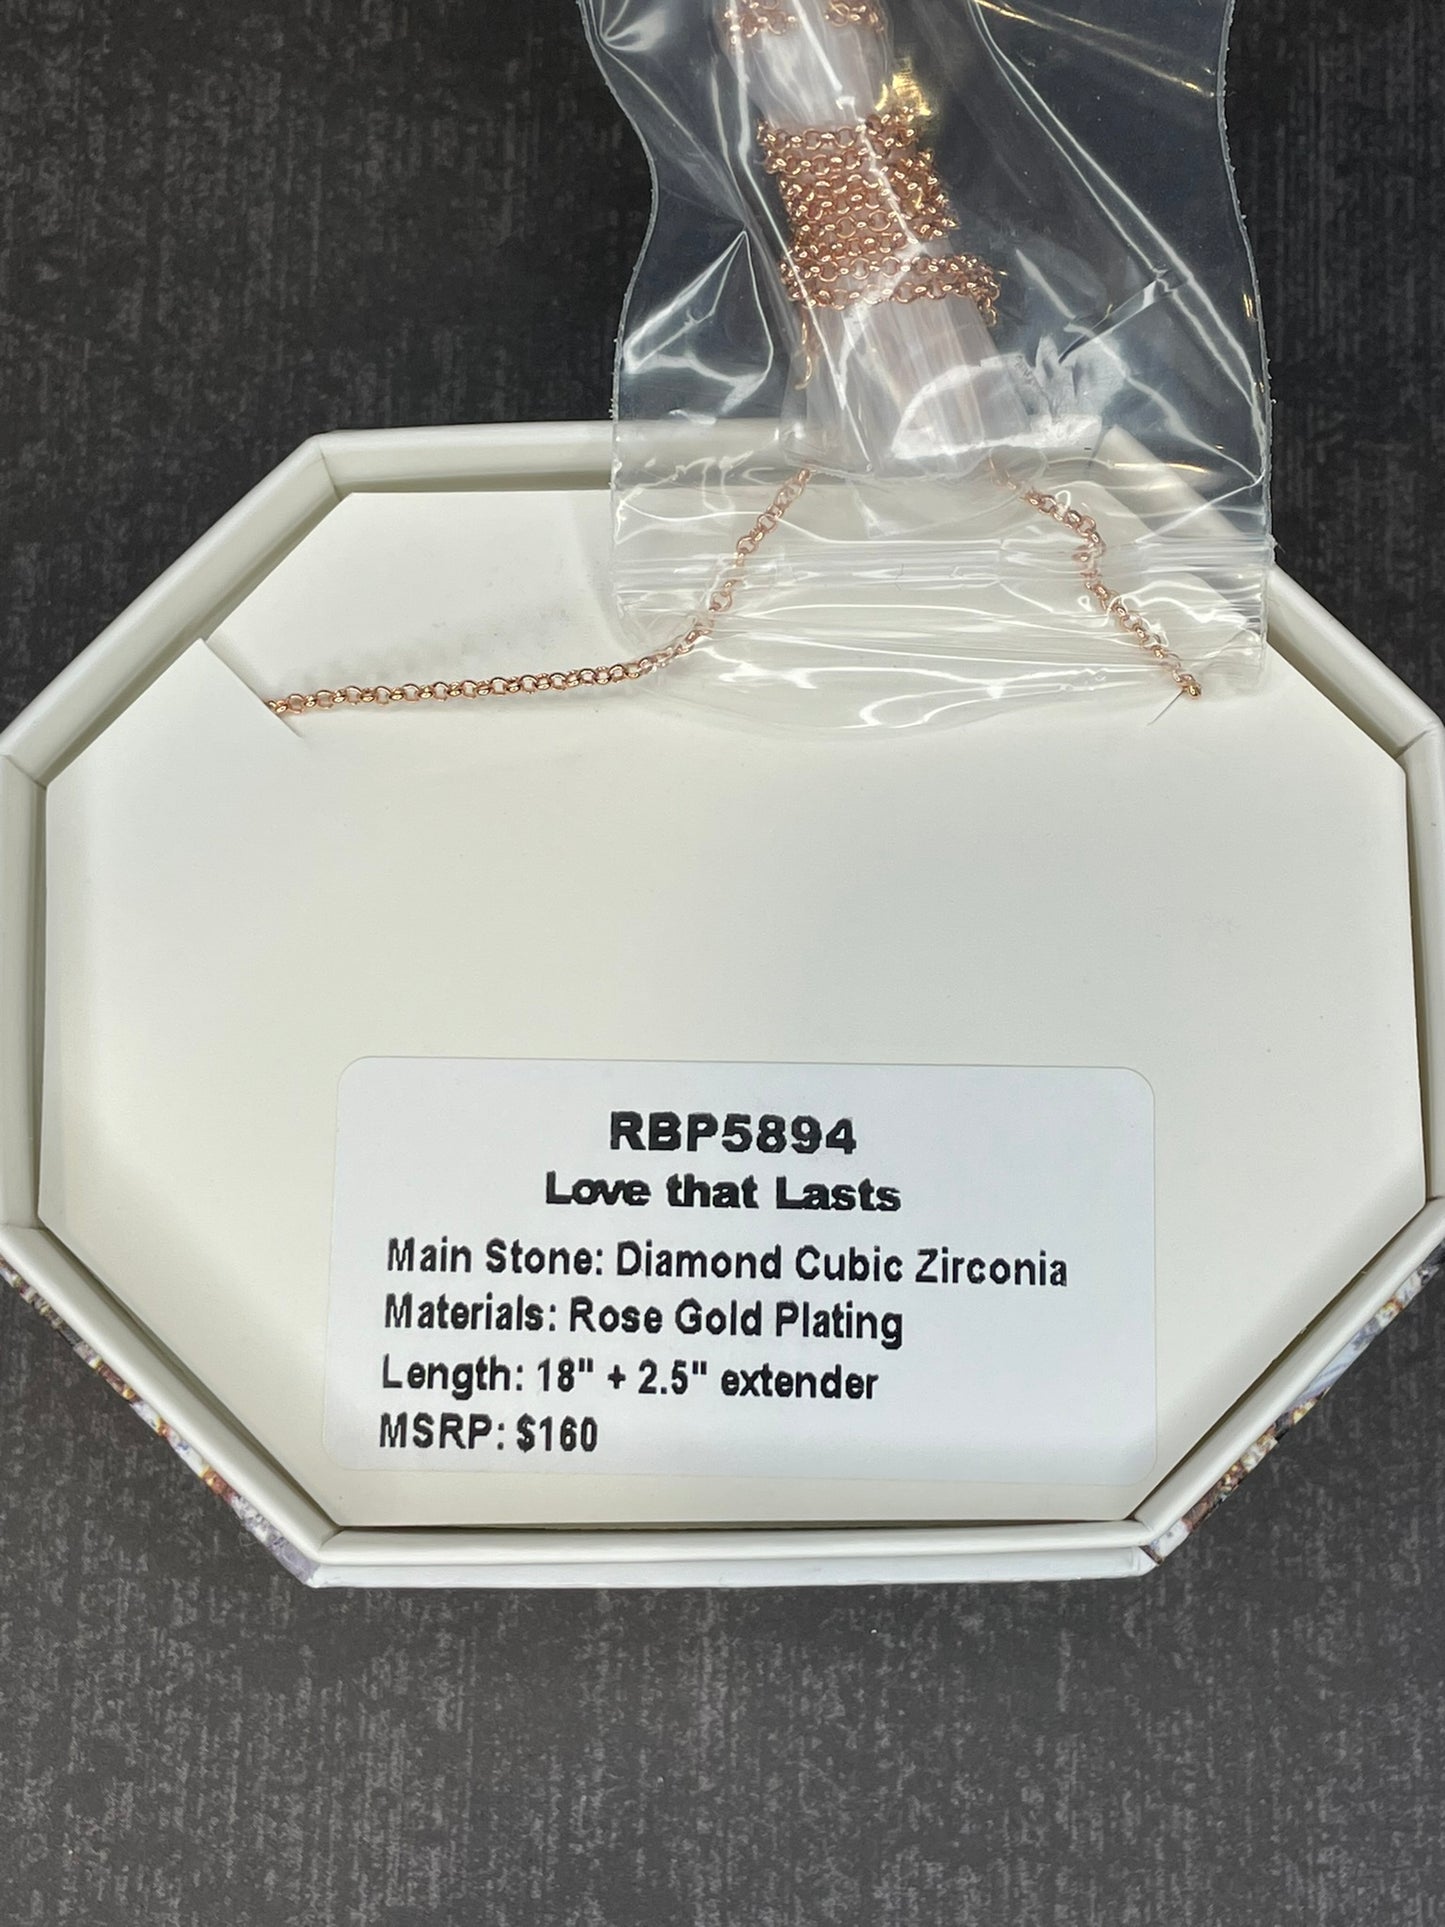 RBP5894
Love that Lasts
Main Stone: Diamond Cubic Zirconia
Materials: Rose Gold Plating
Length: 18" + 2.5" extender
MSRP: $160